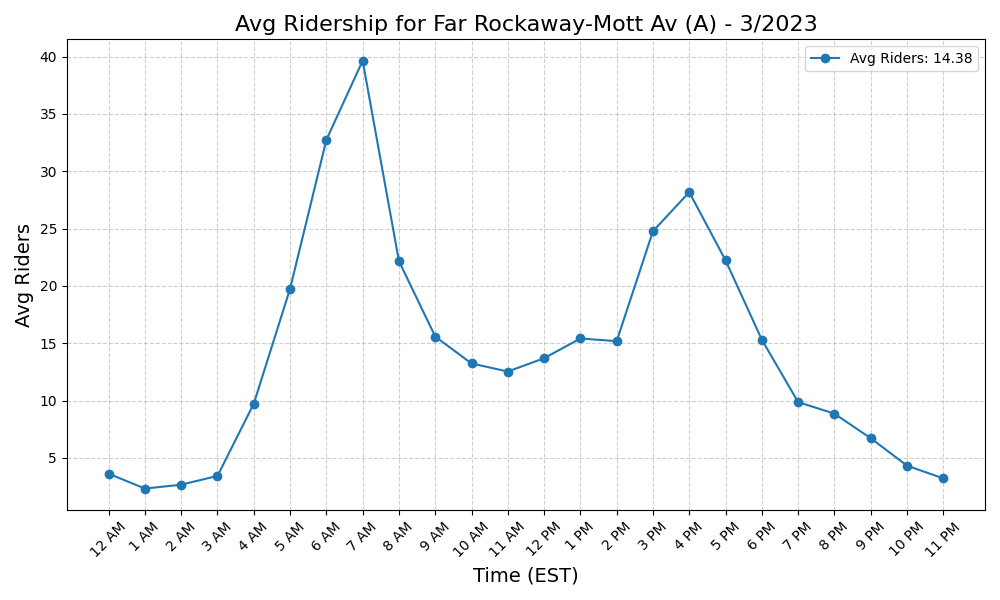 Avg Ridership for Far Rockaway-Mott Av (A) - 3/2023
Avg Riders: 14.38
Avg Riders
40
35
30
25
20
15
10
5
12 AM
1 AM
2 AM
3 AM
4 AM
5 AM
6 AM
7 AM
8 AM
9 AM
10 AM
11 AM
12 PM
1 PM
2 PM
3 PM
4 PM
5 PM
6 PM
7 PM
8 PM
9 PM
10 PM
11 PM
Time (EST)